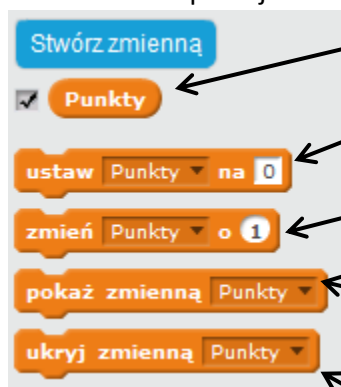 Stwórz zmienną
Punkty
ustaw Punkty na 0
zmień Punkty o 1
pokaż zmienną Punkty
ukryj zmienną Punkty